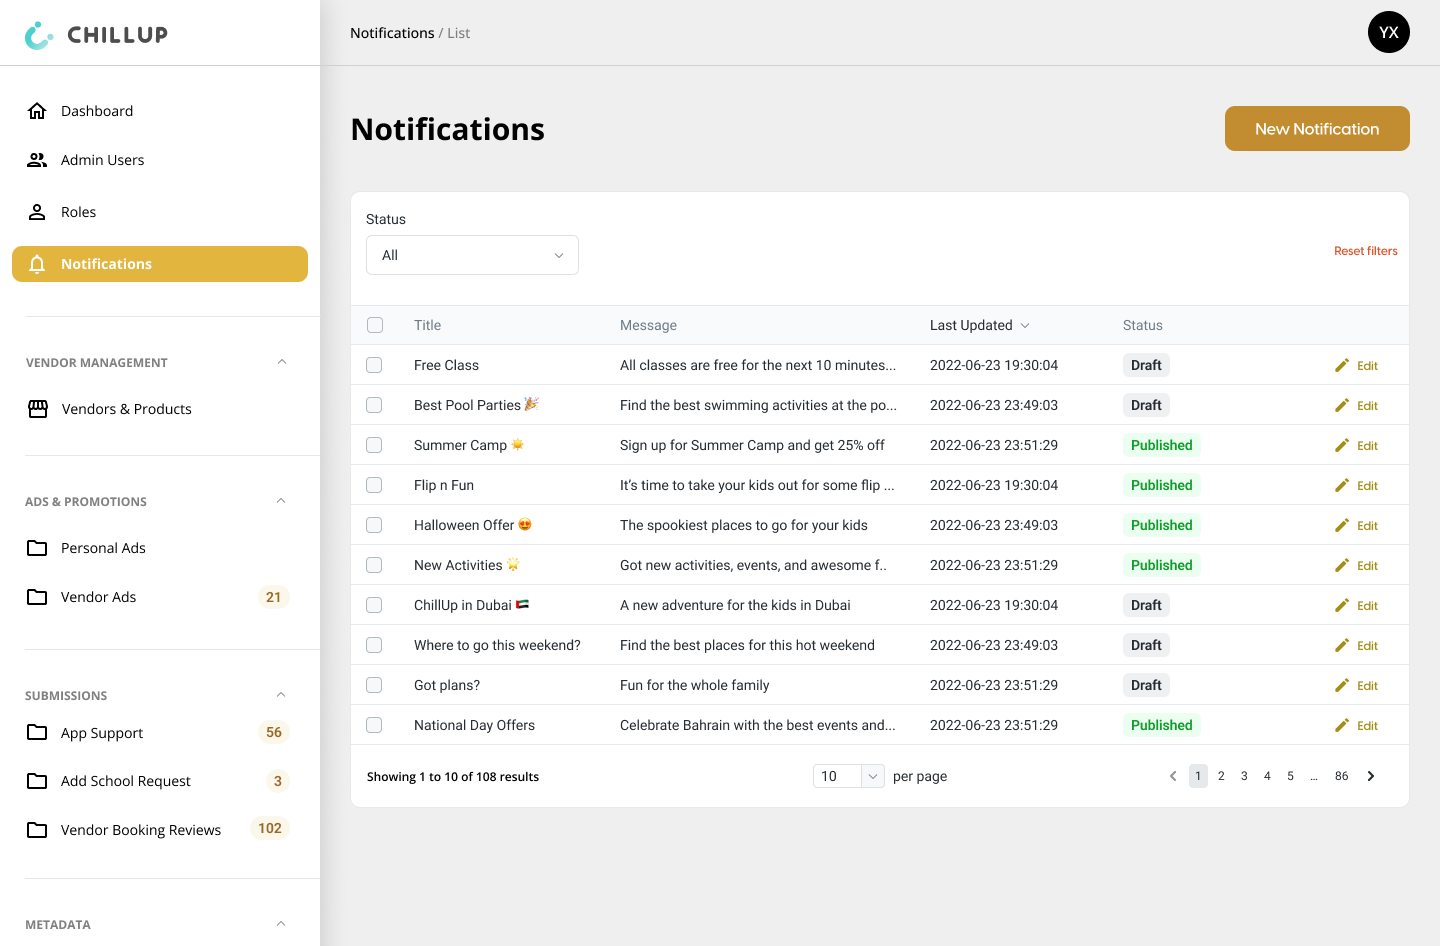 CHILLUP
Notifications / List
YX
Dashboard
Admin Users
Roles
Notifications
VENDOR MANAGEMENT
Vendors & Products
ADS & PROMOTIONS
Personal Ads
Vendor Ads 21
SUBMISSIONS
App Support 56
Add School Request 3
Vendor Booking Reviews 102
METADATA
Notifications
New Notification
Status
All
Reset filters
Title Message Last Updated Status
Free Class All classes are free for the next 10 minutes... 2022-06-23 19:30:04 Draft Edit
Best Pool Parties 🎉 Find the best swimming activities at the po... 2022-06-23 23:49:03 Draft Edit
Summer Camp ☀️ Sign up for Summer Camp and get 25% off 2022-06-23 23:51:29 Published Edit
Flip n Fun It’s time to take your kids out for some flip ... 2022-06-23 19:30:04 Published Edit
Halloween Offer 😍 The spookiest places to go for your kids 2022-06-23 23:49:03 Published Edit
New Activities 🌟 Got new activities, events, and awesome f.. 2022-06-23 23:51:29 Published Edit
ChillUp in Dubai 🇦🇪 A new adventure for the kids in Dubai 2022-06-23 19:30:04 Draft Edit
Where to go this weekend? Find the best places for this hot weekend 2022-06-23 23:49:03 Draft Edit
Got plans? Fun for the whole family 2022-06-23 23:51:29 Draft Edit
National Day Offers Celebrate Bahrain with the best events and... 2022-06-23 23:51:29 Published Edit
Showing 1 to 10 of 108 results 10 per page 1 2 3 4 5 ... 86